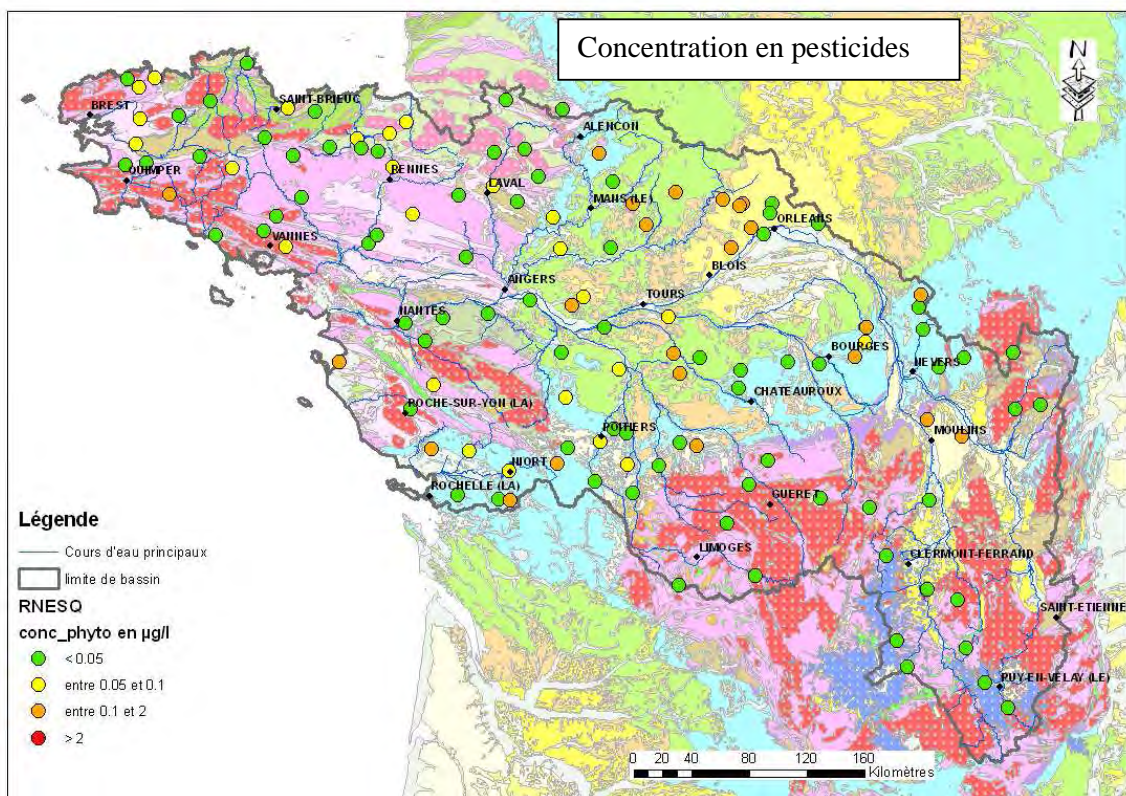 Concentration en pesticides
N
BREST
SAINT-BRIEUC
ALENCON
QUIMPER
RENNES
LAVAL
MANS (LE)
ORLEANS
VANNES
BLOIS
ANGERS
TOURS
NANTES
BOURGES
NEVERS
CHATEAUROUX
ROCHE-SUR-YON (LA)
POITIERS
MOULINS
NIORT
ROCHELLE (LA)
GUERET
LIMOGES
CLERMONT-FERRAND
SAINT-ETIENNE
PUY-EN-VELAY (LE)
Légende
Cours d'eau principaux
limite de bassin
RNESQ
conc_phyto en µg/l
<0.05
entre 0.05 et 0.1
entre 0.1 et 2
>2
0 20 40 80 120 160
Kilomètres